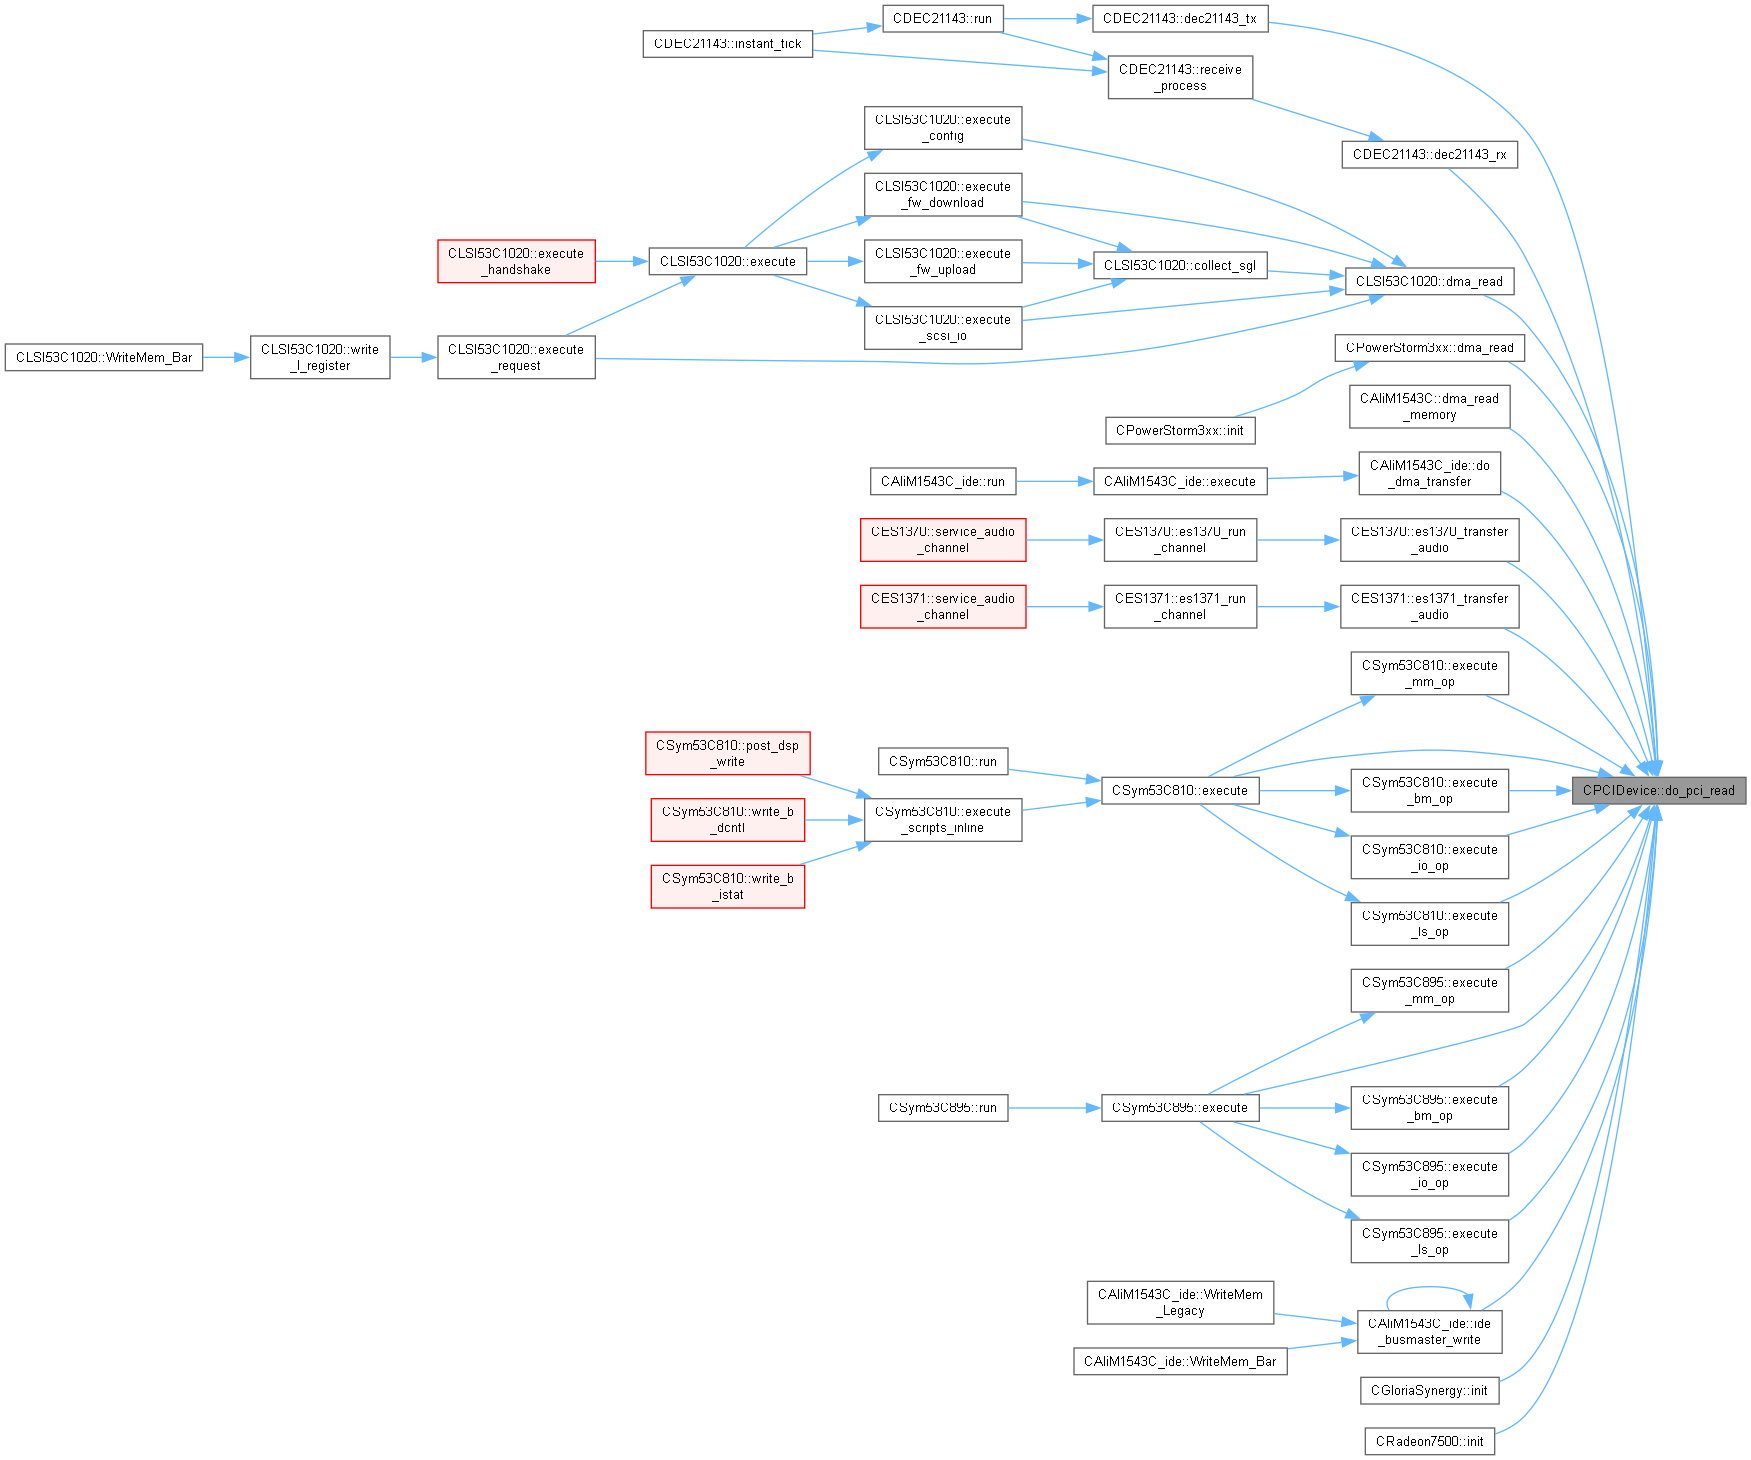 CDEC21143::run
CDEC21143::dec21143_tx
CDEC21143::instant_tick
CDEC21143::receive
_process
CDEC21143::dec21143_rx
CLSI53C1020::execute
_config
CLSI53C1020::execute
_fw_download
CLSI53C1020::execute
_handshake
CLSI53C1020::execute
CLSI53C1020::execute
_fw_upload
CLSI53C1020::collect_sgl
CLSI53C1020::dma_read
CLSI53C1020::execute
_scsi_io
CLSI53C1020::WriteMem_Bar
CLSI53C1020::write
_l_register
CLSI53C1020::execute
_request
CPowerStorm3xx::dma_read
CAliM1543C::dma_read
_memory
CPowerStorm3xx::init
CAliM1543C_ide::run
CAliM1543C_ide::execute
CAliM1543C_ide::do
_dma_transfer
CES1370::service_audio
_channel
CES1370::es1370_run
_channel
CES1370::es1370_transfer
_audio
CES1371::service_audio
_channel
CES1371::es1371_run
_channel
CES1371::es1371_transfer
_audio
CSym53C810::execute
_mm_op
CSym53C810::post_dsp
_write
CSym53C810::run
CSym53C810::execute
CSym53C810::execute
_bm_op
CPCIDevice::do_pci_read
CSym53C810::write_b
_dcntl
CSym53C810::execute
_scripts_inline
CSym53C810::execute
_io_op
CSym53C810::write_b
_istat
CSym53C810::execute
_ls_op
CSym53C895::execute
_mm_op
CSym53C895::run
CSym53C895::execute
CSym53C895::execute
_bm_op
CSym53C895::execute
_io_op
CSym53C895::execute
_ls_op
CAliM1543C_ide::WriteMem
_Legacy
CAliM1543C_ide::ide
_busmaster_write
CAliM1543C_ide::WriteMem_Bar
CGloriaSynergy::init
CRadeon7500::init